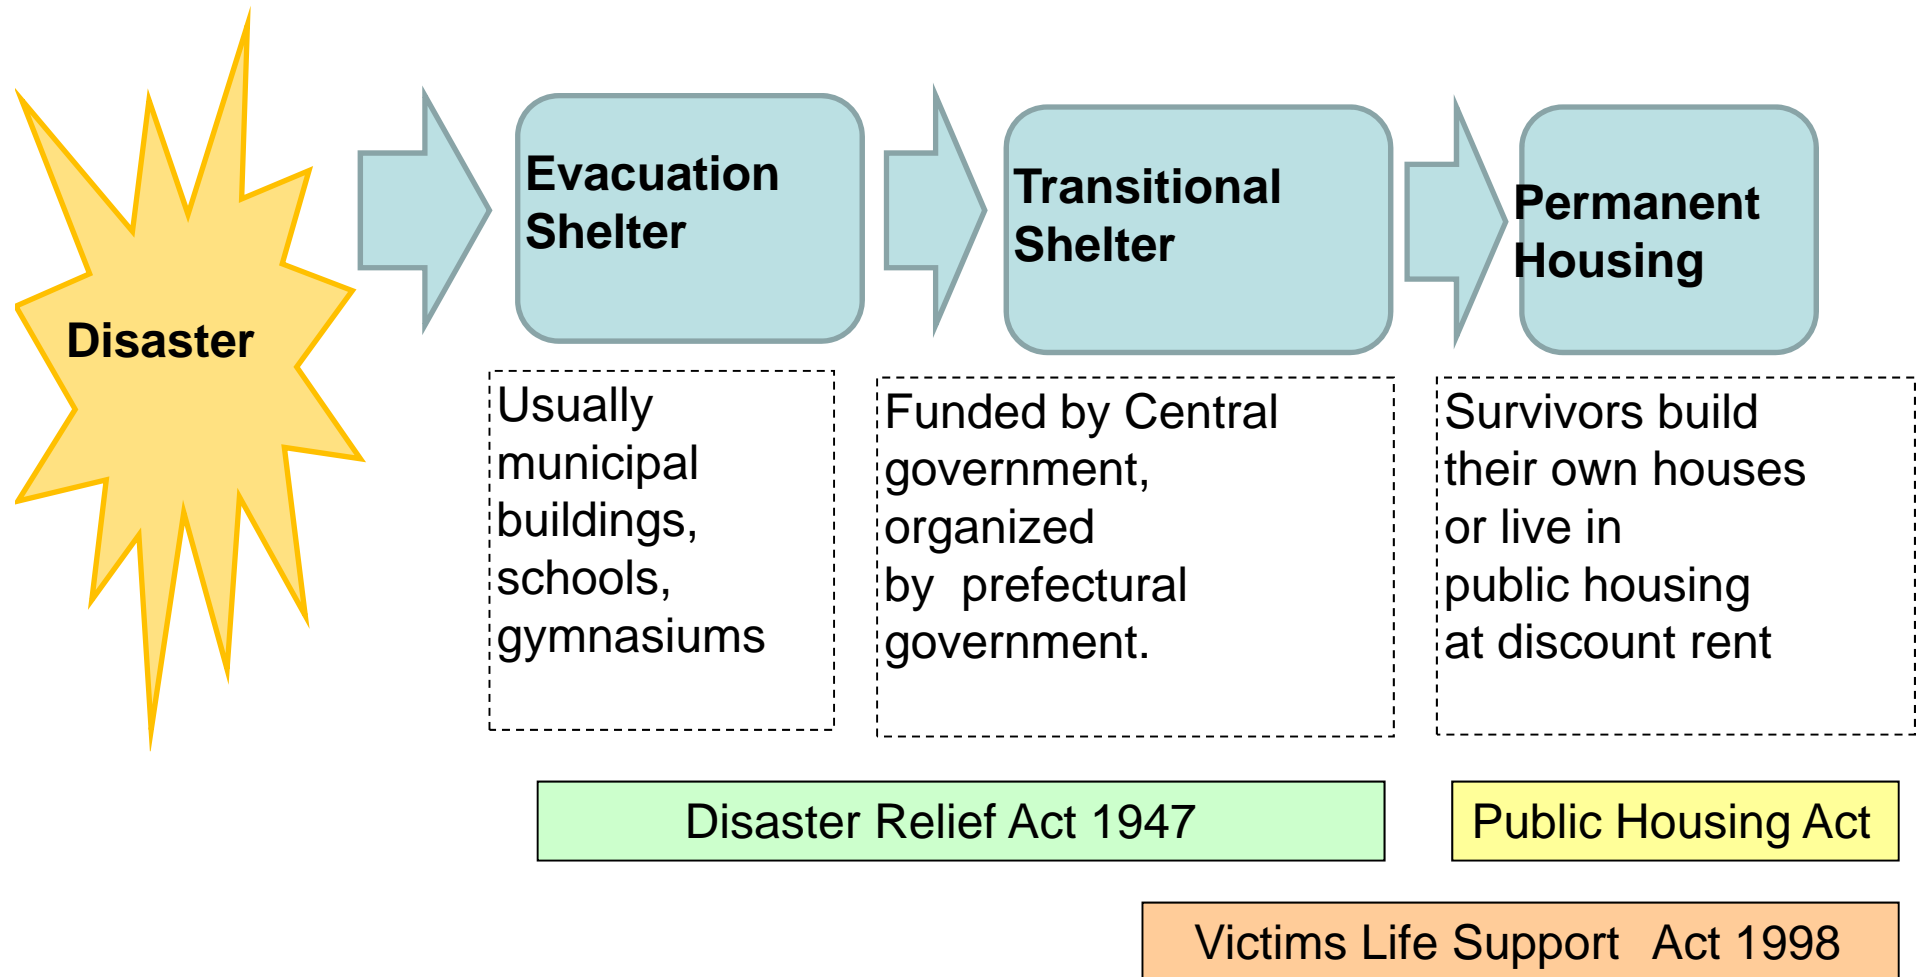 Disaster
Evacuation
Shelter
Transitional
Shelter
Permanent
Housing
Usually
municipal
buildings,
schools,
gymnasiums
Funded by Central
government,
organized
by  prefectural
government.
Survivors build
their own houses
or live in
public housing
at discount rent
Disaster Relief Act 1947
Public Housing Act
Victims Life Support   Act 1998